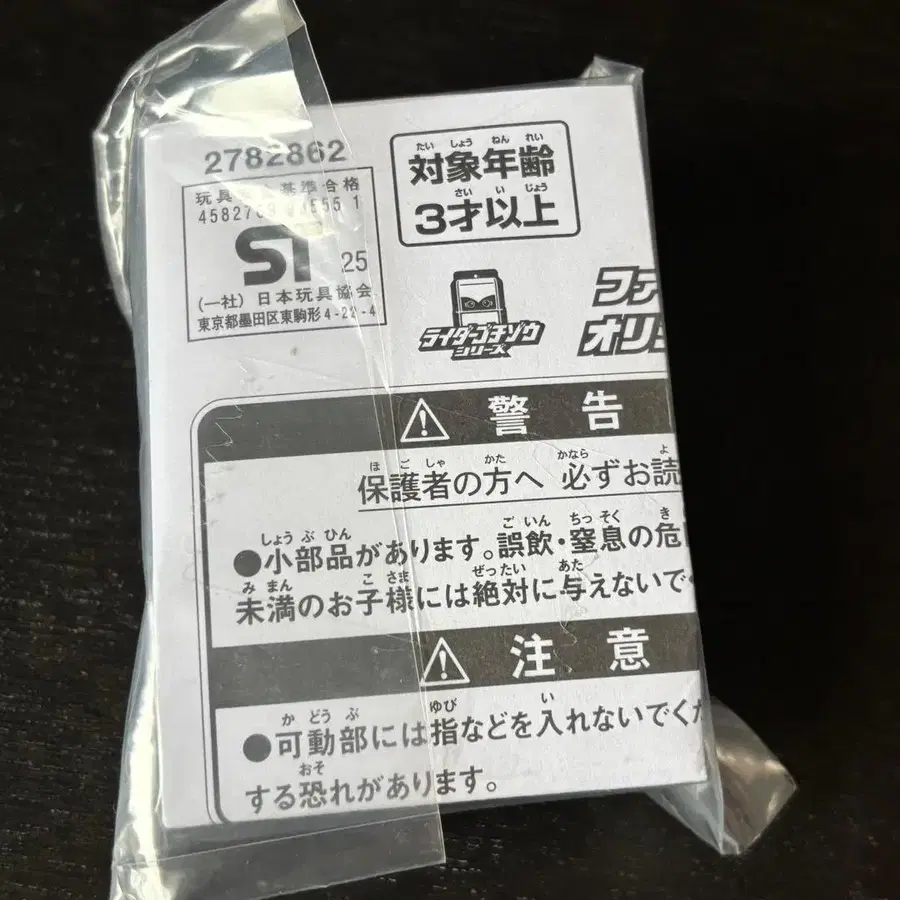 2782862
玩具 基準合格
ST 25
(一社) 日本玩具協会
東京都墨田区東駒形4-22-4
たい しょう ねん れい
対象年齢
さい い じょう
3才以上
ライダーゴチゾウ
シリーズ
ファ
オリ
警告
ほ ご しゃ かた かなら よ
保護者の方へ 必ずお読
しょう ぶ ひん ご いん ちっ そく き
●小部品があります。誤飲・窒息の危
み まん こ さま ぜったい あた
未満のお子様には絶対に与えないで
注意
か どう ぶ ゆび い
●可動部には指などを入れないでくだ
おそ
する恐れがあります。